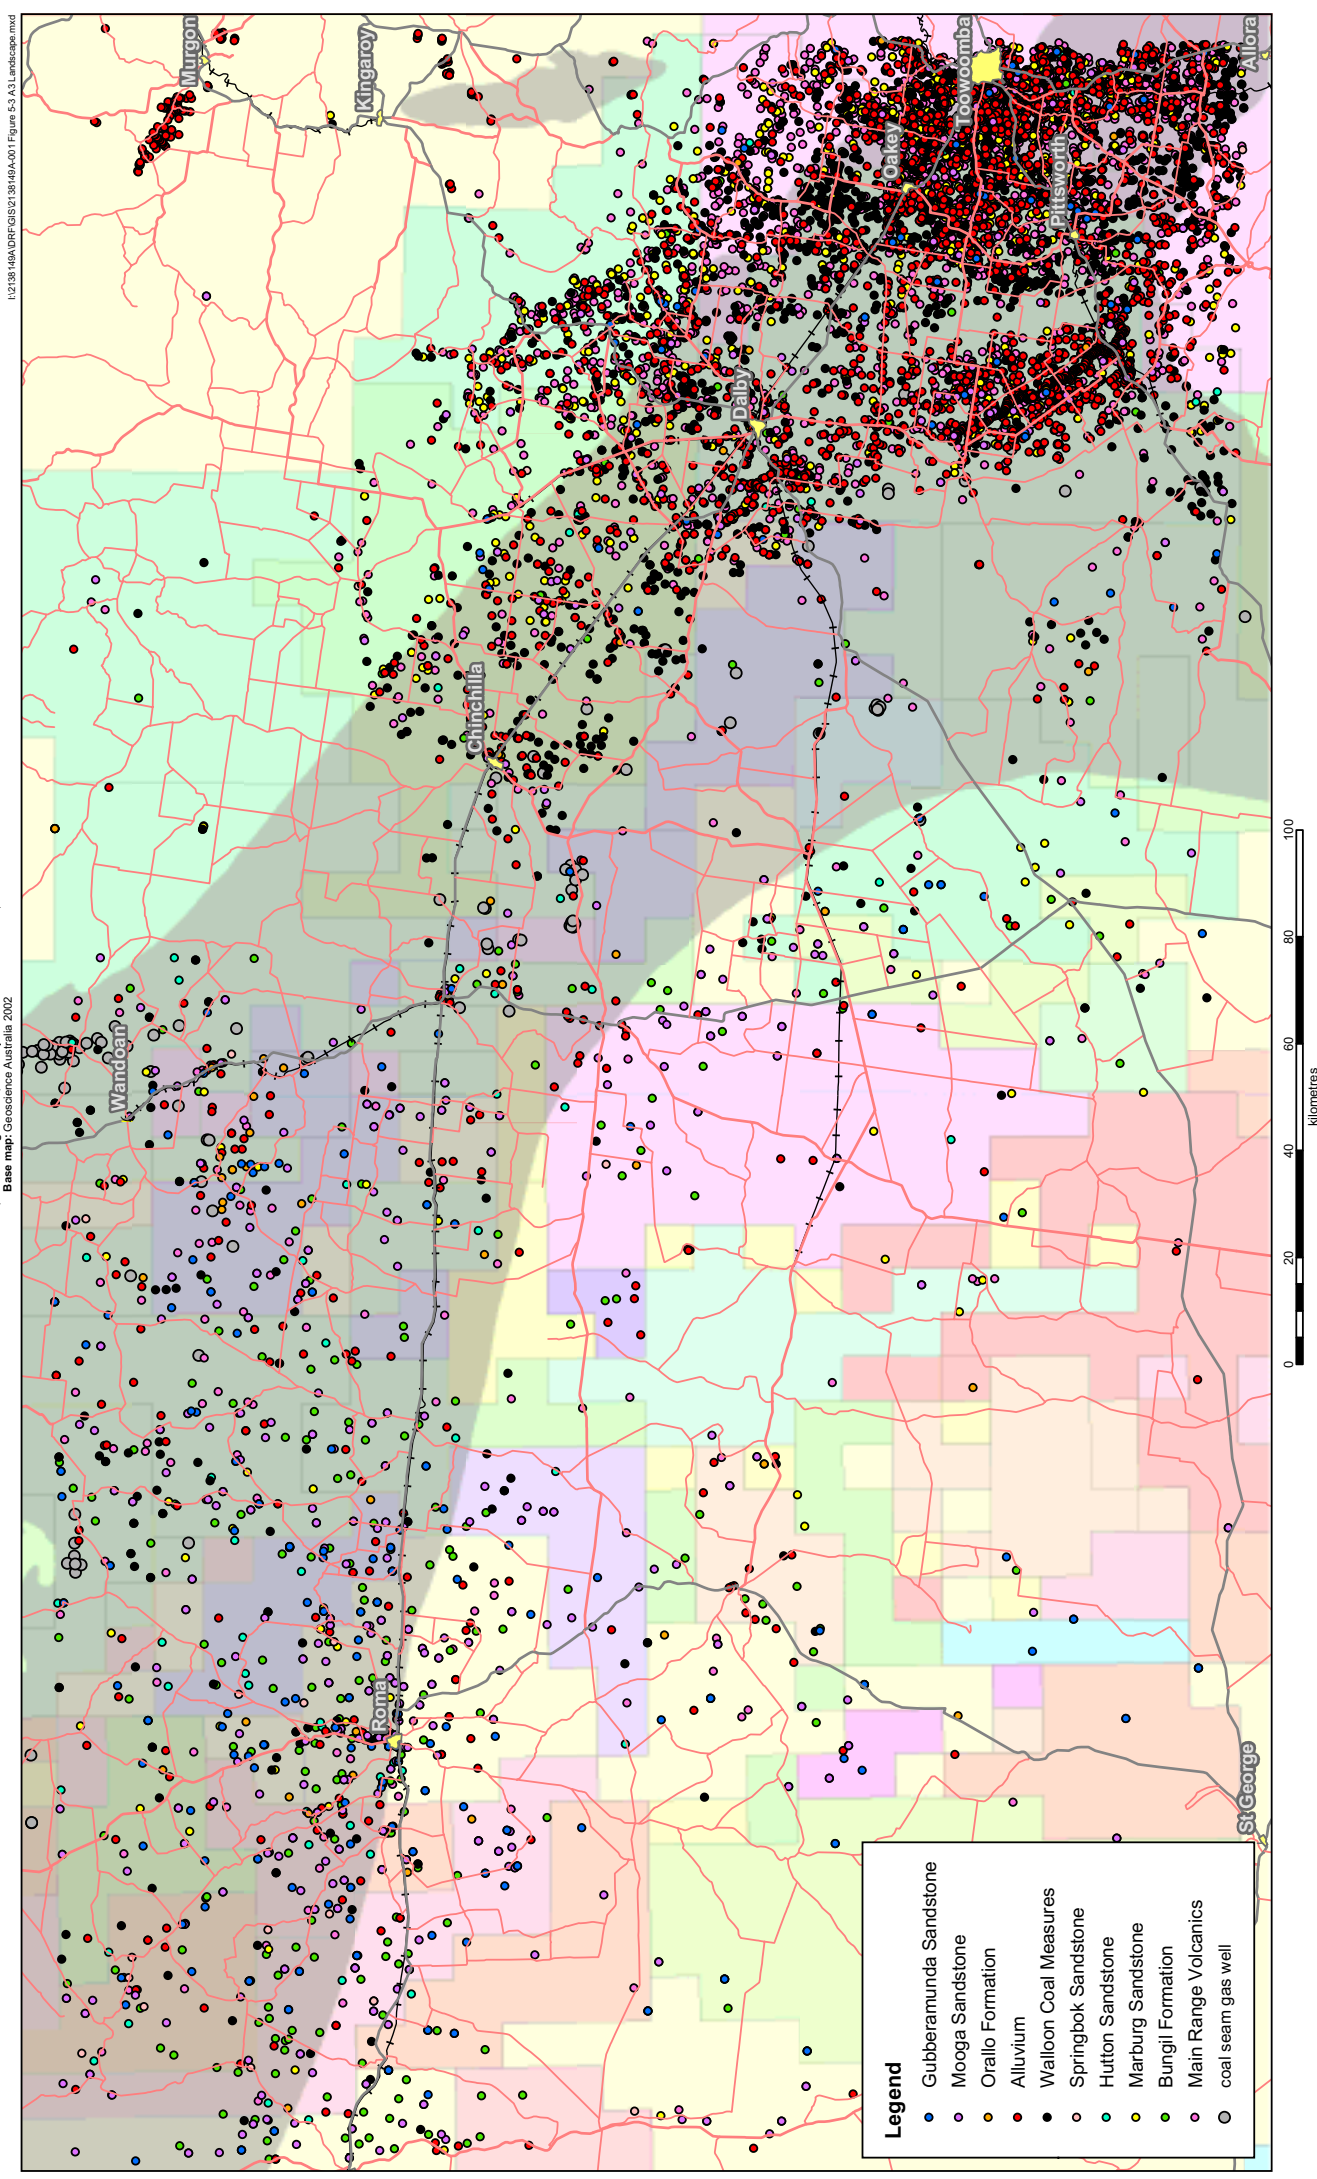 I:\2138149A\DRF\GIS\2138149A-001 Figure 5-3 A3 Landscape.mxd
Base map: Geoscience Australia 2002
Murgon
Kingaroy
Toowoomba
Allora
Oakey
Pittsworth
Dalby
Chinchilla
Wandoan
Roma
St George
0 20 40 60 80 100
kilometres
Legend
Gubberamunda Sandstone
Mooga Sandstone
Orallo Formation
Alluvium
Walloon Coal Measures
Springbok Sandstone
Hutton Sandstone
Marburg Sandstone
Bungil Formation
Main Range Volcanics
coal seam gas well